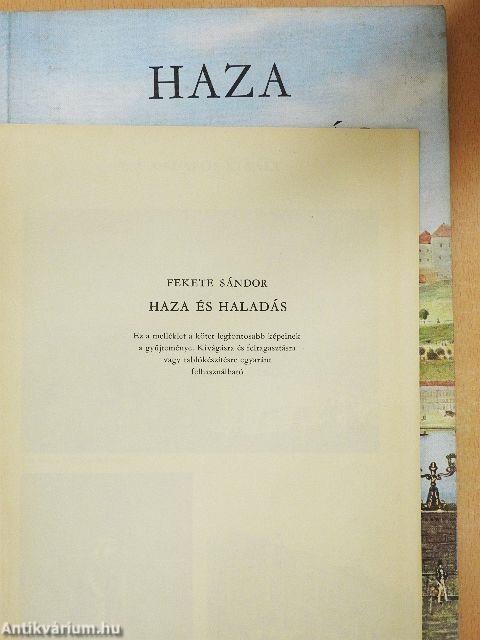 HAZA
FEKETE SÁNDOR
HAZA ÉS HALADÁS
Ez a melléklet a kötet legfontosabb képeinek
a gyűjteménye. Kivágásra és felragasztásra
vagy tablókészítésre egyaránt
felhasználható
Antikvárium.hu